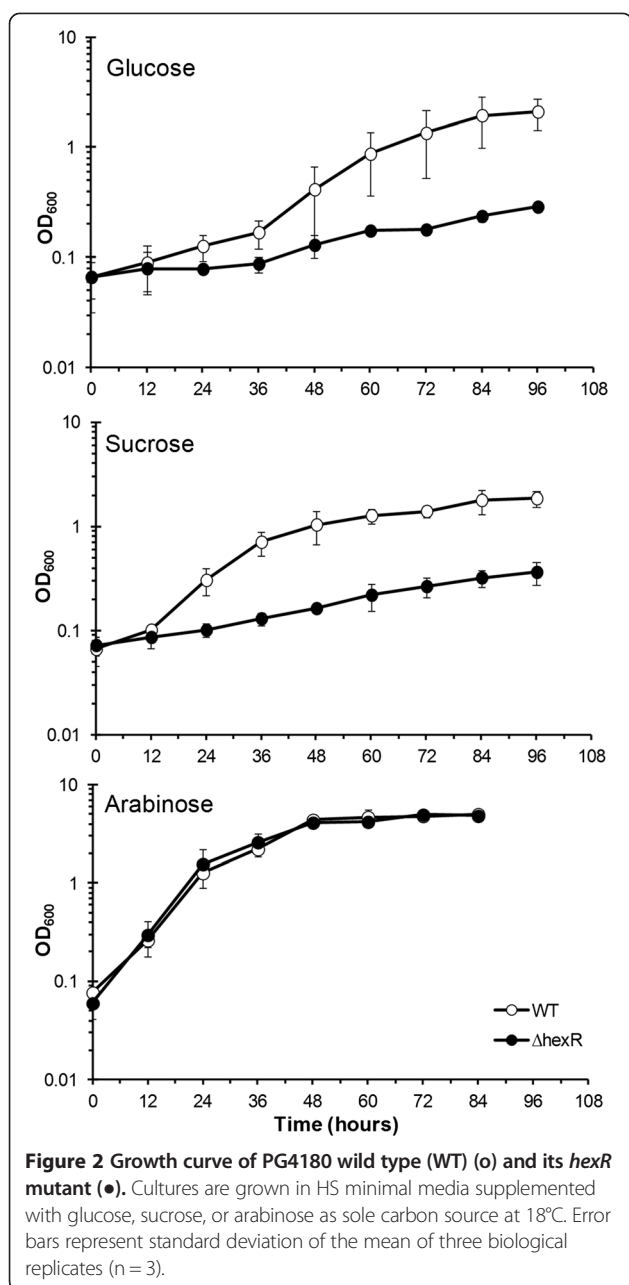 10
Glucose
1
OD600
0.1
0.01
0 12 24 36 48 60 72 84 96 108
10
Sucrose
1
OD600
0.1
0.01
0 12 24 36 48 60 72 84 96 108
10
Arabinose
1
OD600
0.1
WT
ΔhexR
0.01
0 12 24 36 48 60 72 84 96 108
Time (hours)
Figure 2 Growth curve of PG4180 wild type (WT) (o) and its hexR
mutant (●). Cultures are grown in HS minimal media supplemented
with glucose, sucrose, or arabinose as sole carbon source at 18°C. Error
bars represent standard deviation of the mean of three biological
replicates (n = 3).